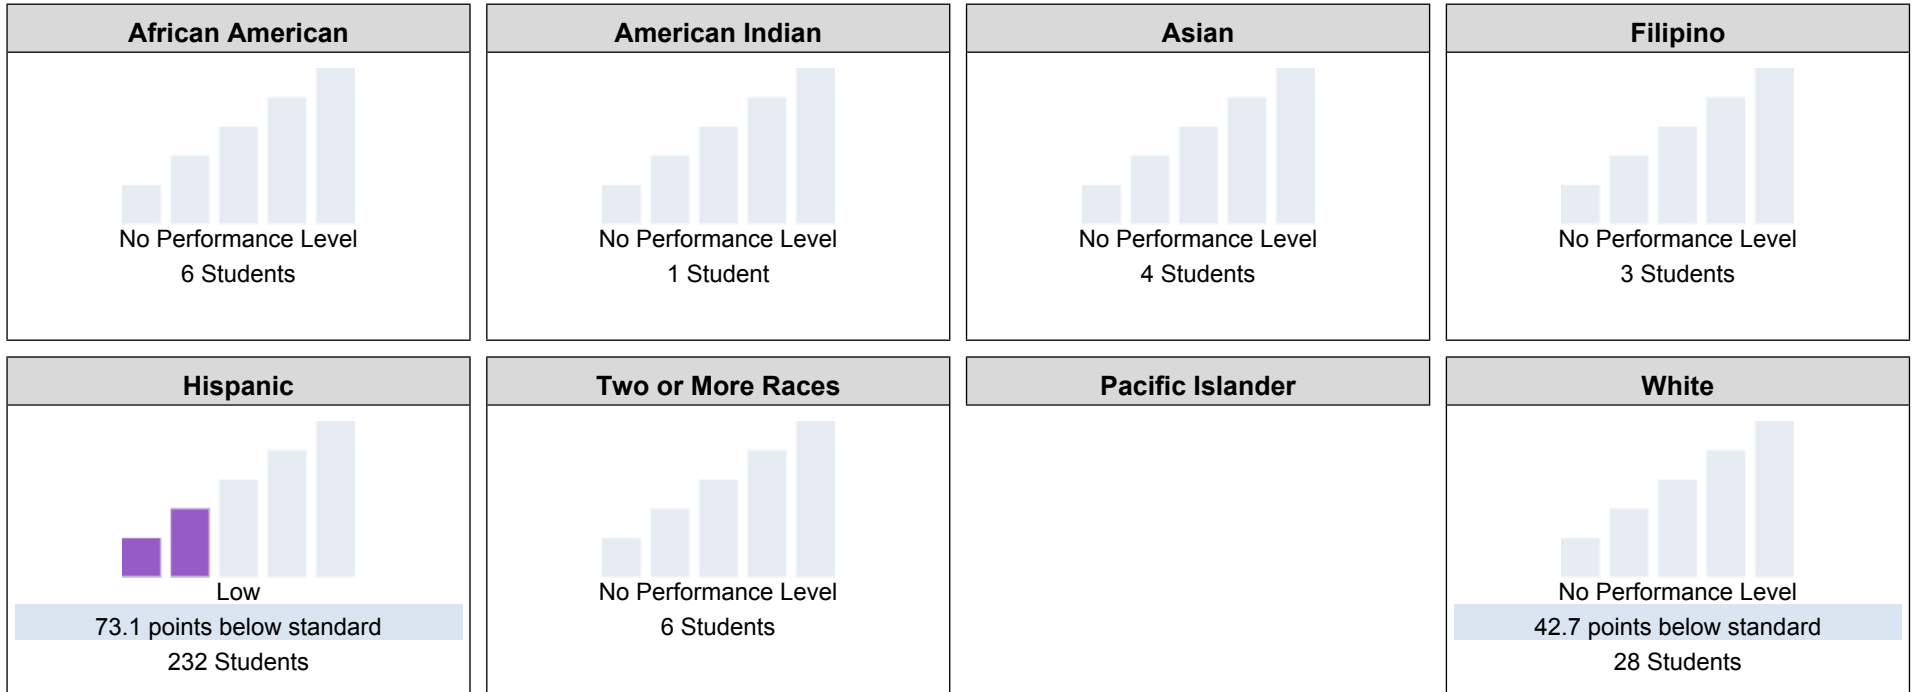 African American
No Performance Level
6 Students
American Indian
No Performance Level
1 Student
Asian
No Performance Level
4 Students
Filipino
No Performance Level
3 Students
Hispanic
Low
73.1 points below standard
232 Students
Two or More Races
No Performance Level
6 Students
Pacific Islander
White
No Performance Level
42.7 points below standard
28 Students